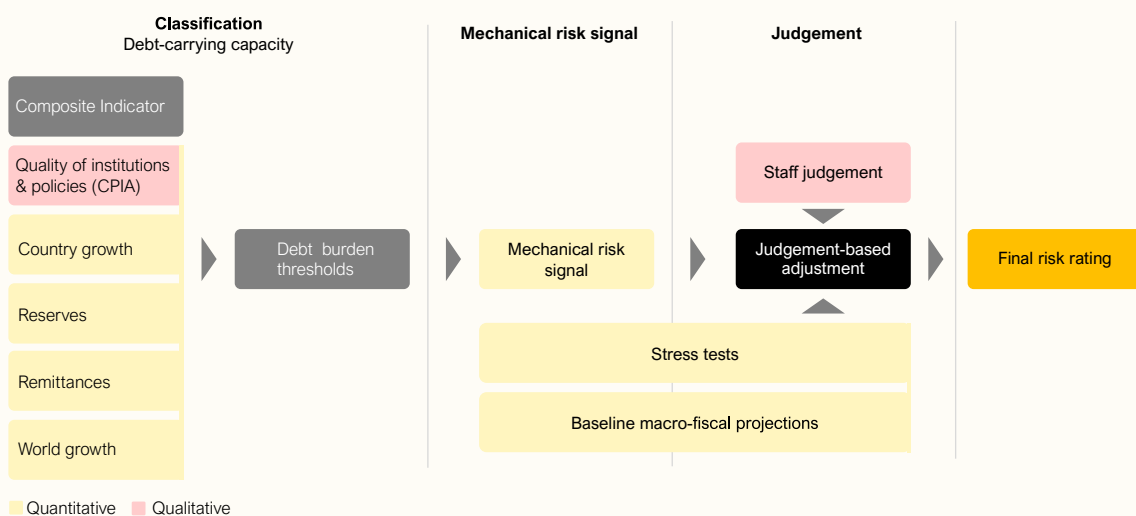 Classification
Debt-carrying capacity
Mechanical risk signal
Judgement
Composite Indicator
Quality of institutions
& policies (CPIA)
Country growth
Reserves
Remittances
World growth
Debt burden
thresholds
Mechanical risk
signal
Staff judgement
Judgement-based
adjustment
Stress tests
Baseline macro-fiscal projections
Final risk rating
Quantitative
Qualitative